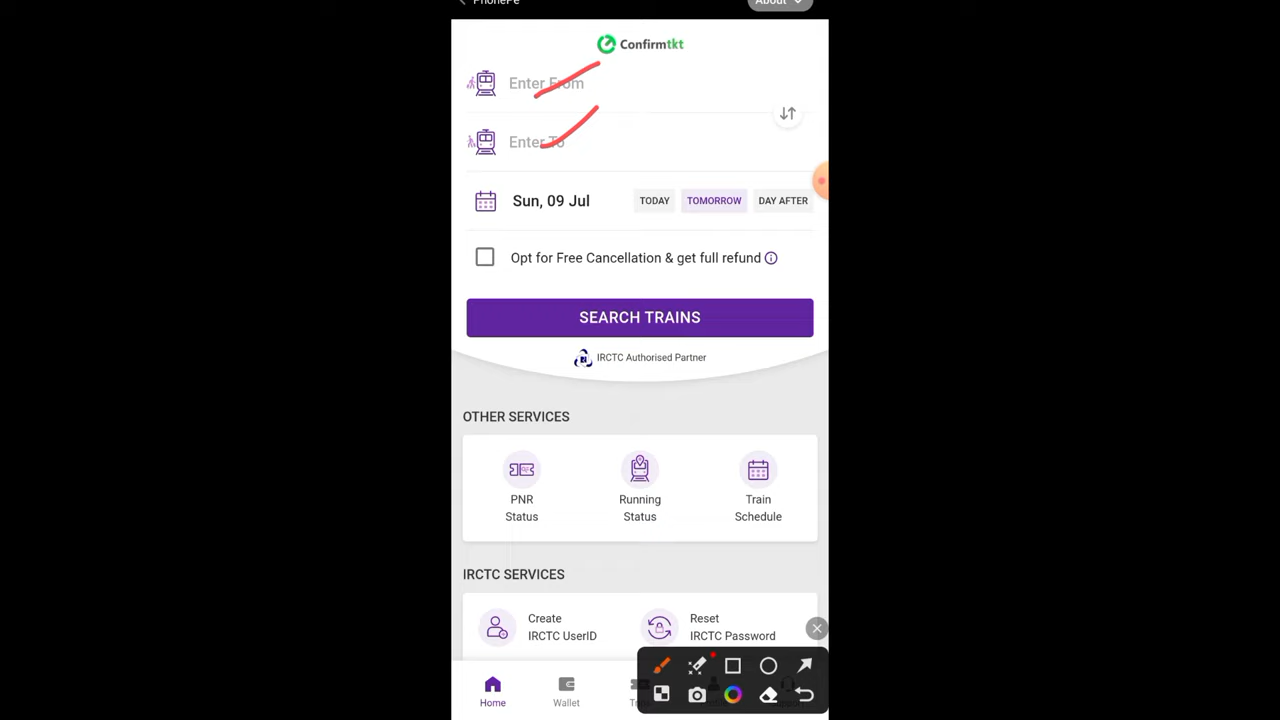 PhonePe
About
Confirmtkt
Enter From
Enter To
Sun, 09 Jul
TODAY
TOMORROW
DAY AFTER
Opt for Free Cancellation & get full refund
SEARCH TRAINS
IRCTC Authorised Partner
OTHER SERVICES
PNR
Status
Running
Status
Train
Schedule
IRCTC SERVICES
Create
IRCTC UserID
Reset
IRCTC Password
Home
Wallet